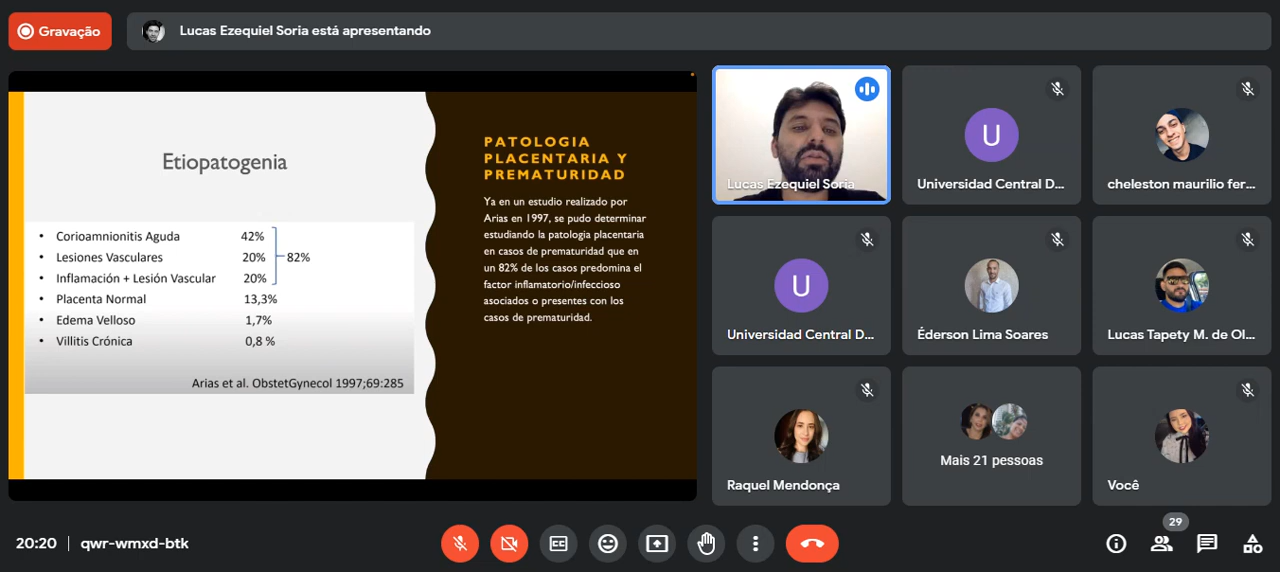 Gravação
Lucas Ezequiel Soria está apresentando
Etiopatogenia
• Corioamnionitis Aguda 42%
• Lesiones Vasculares 20% 82%
• Inflamación + Lesión Vascular 20%
• Placenta Normal 13,3%
• Edema Velloso 1,7%
• Villitis Crónica 0,8 %
Arias et al. ObstetGynecol 1997;69:285
PATOLOGIA
PLACENTARIA Y
PREMATURIDAD
Ya en un estudio realizado por
Arias en 1997, se pudo determinar
estudiando la patologia placentaria
en casos de prematuridad que en
un 82% de los casos predomina el
factor inflamatorio/infeccioso
asociados o presentes con los
casos de prematuridad.
Lucas Ezequiel Soria
U
Universidad Central D...
cheleston maurilio fer...
U
Universidad Central D...
Éderson Lima Soares
Lucas Tapety M. de Ol...
Raquel Mendonça
Mais 21 pessoas
Você
20:20 | qwr-wmxd-btk
CC
29